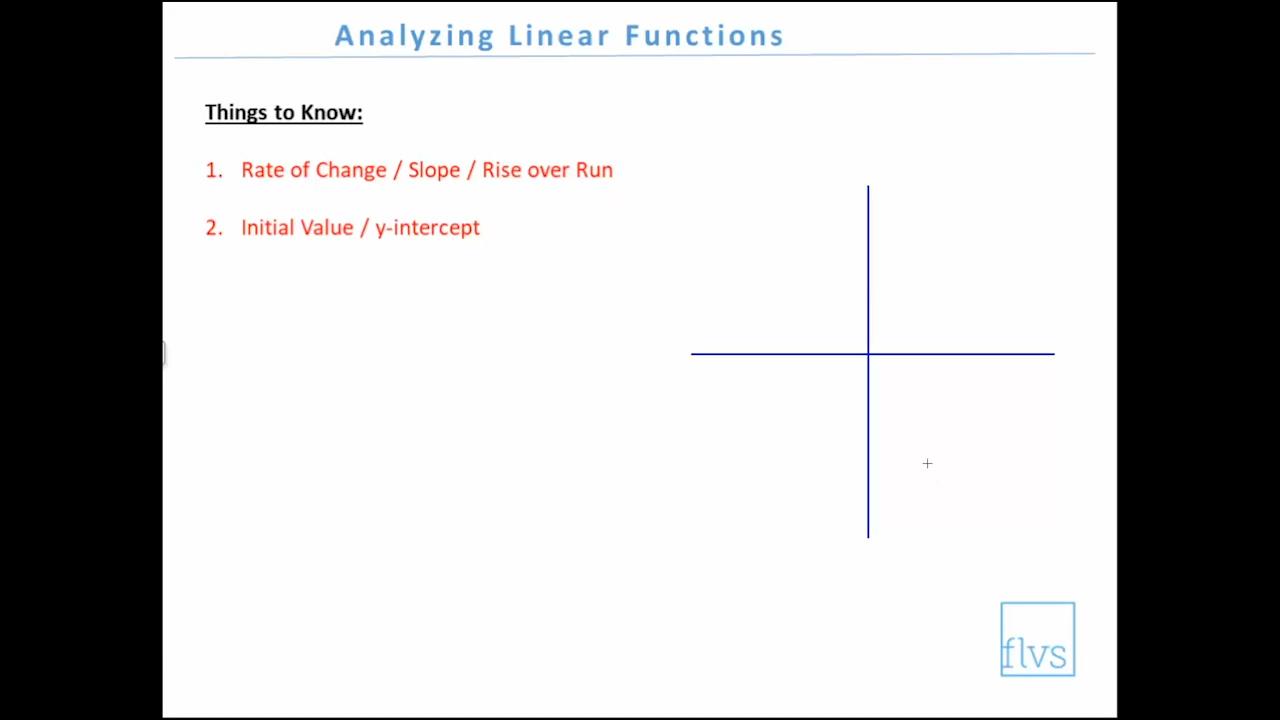 Analyzing Linear Functions
Things to Know:
1. Rate of Change / Slope / Rise over Run
2. Initial Value / y-intercept
flvs